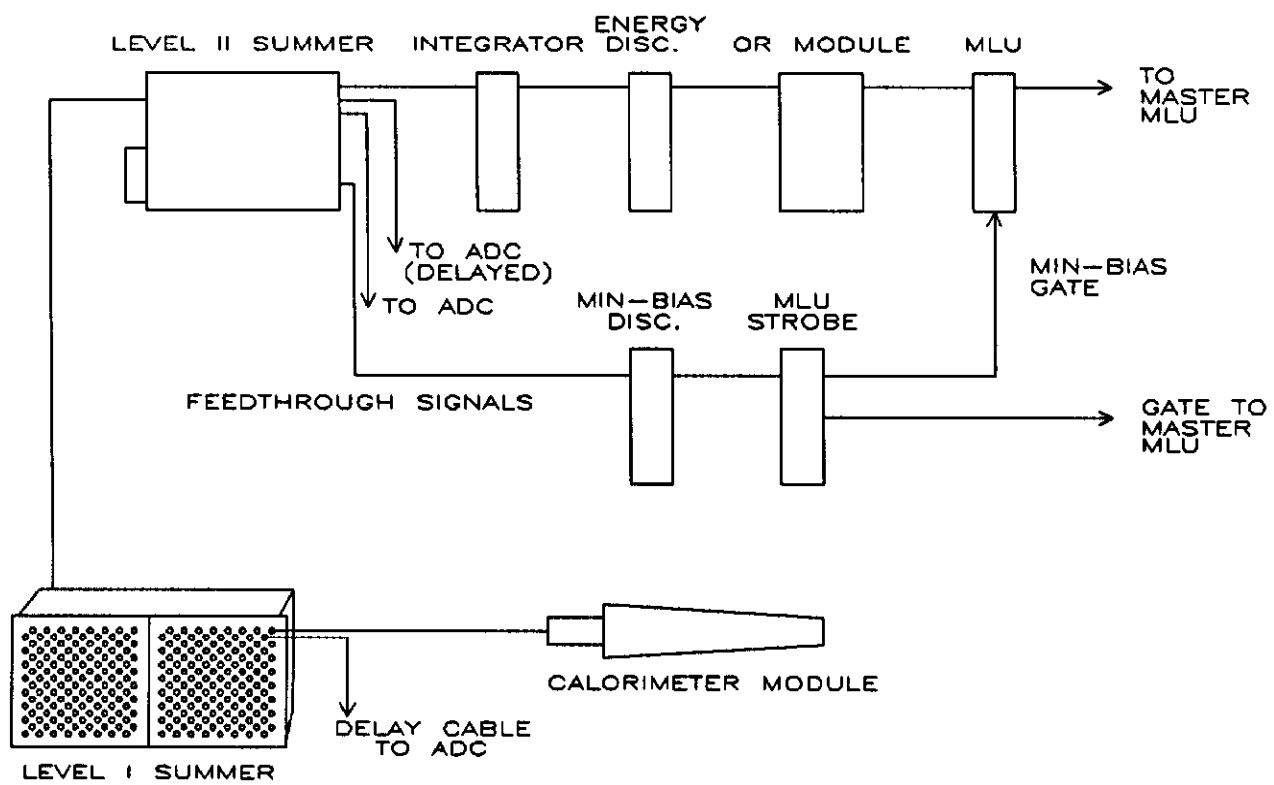 LEVEL II SUMMER
INTEGRATOR
ENERGY
DISC.
OR MODULE
MLU
TO
MASTER
MLU
TO ADC
(DELAYED)
TO ADC
MIN-BIAS
DISC.
MLU
STROBE
MIN-BIAS
GATE
FEEDTHROUGH SIGNALS
GATE TO
MASTER
MLU
CALORIMETER MODULE
DELAY CABLE
TO ADC
LEVEL I SUMMER